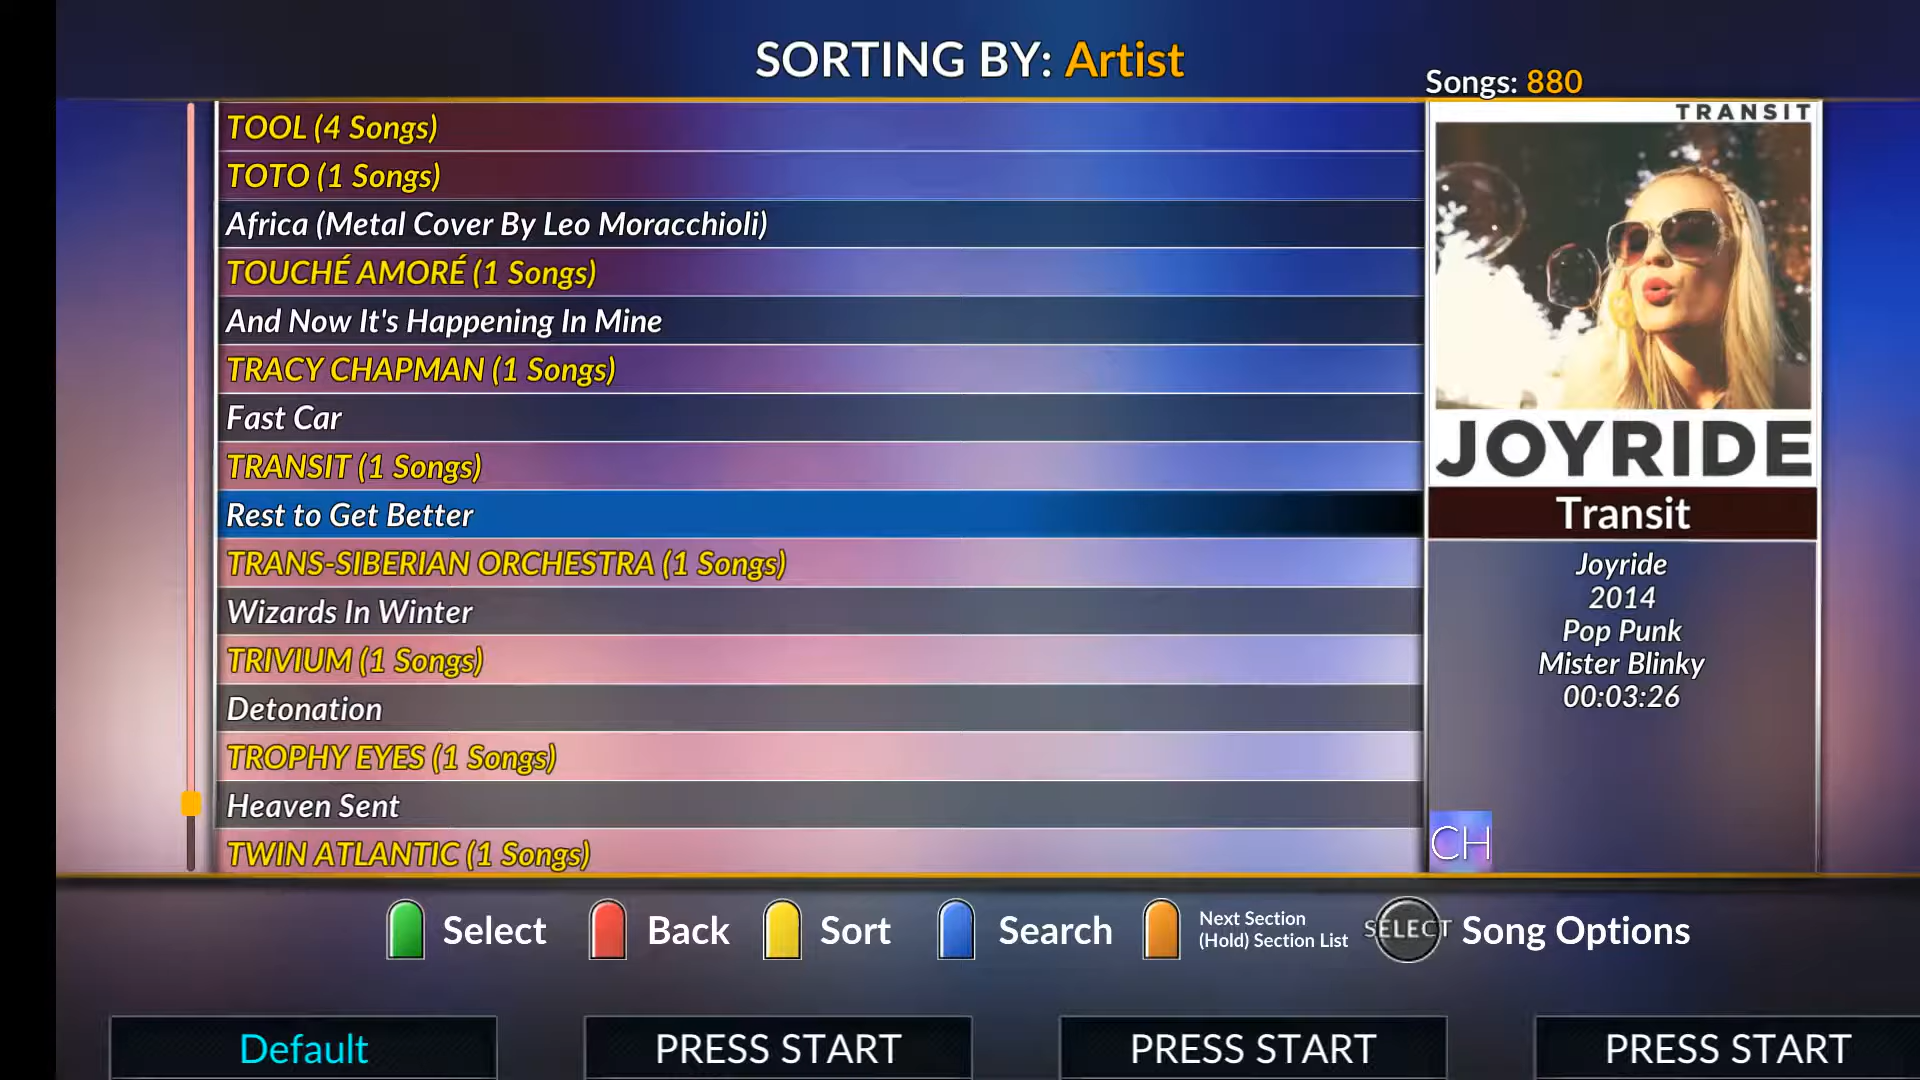 SORTING BY: Artist
Songs: 880
TOOL (4 Songs)
TOTO (1 Songs)
Africa (Metal Cover By Leo Moracchioli)
TOUCHÉ AMORÉ (1 Songs)
And Now It's Happening In Mine
TRACY CHAPMAN (1 Songs)
Fast Car
TRANSIT (1 Songs)
Rest to Get Better
TRANS-SIBERIAN ORCHESTRA (1 Songs)
Wizards In Winter
TRIVIUM (1 Songs)
Detonation
TROPHY EYES (1 Songs)
Heaven Sent
TWIN ATLANTIC (1 Songs)
TRANSIT
JOYRIDE
Transit
Joyride
2014
Pop Punk
Mister Blinky
00:03:26
CH
Select
Back
Sort
Search
Next Section
(Hold) Section List
SELECT
Song Options
Default
PRESS START
PRESS START
PRESS START